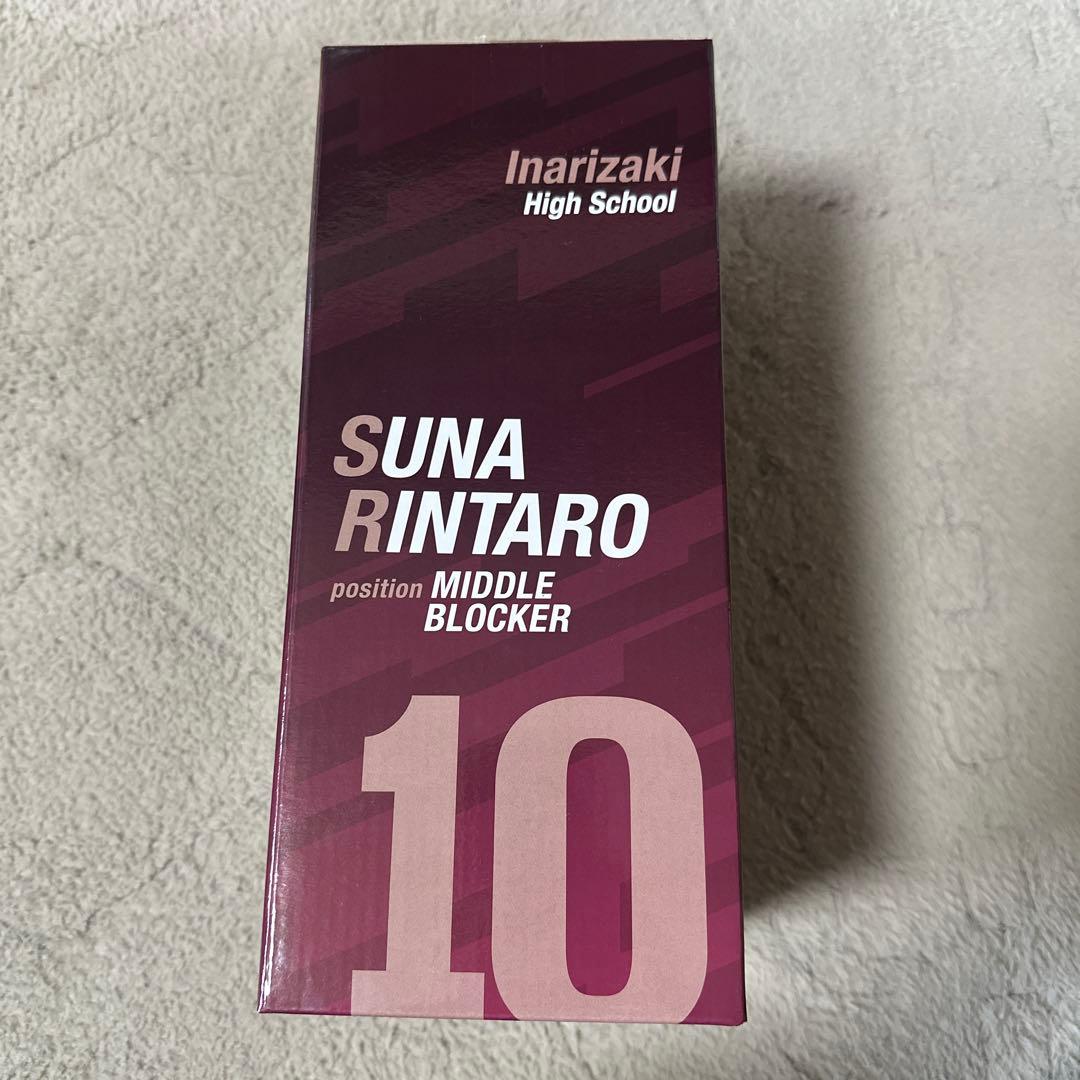 Inarizaki
High School
SUNA
RINTARO
position MIDDLE
BLOCKER
10